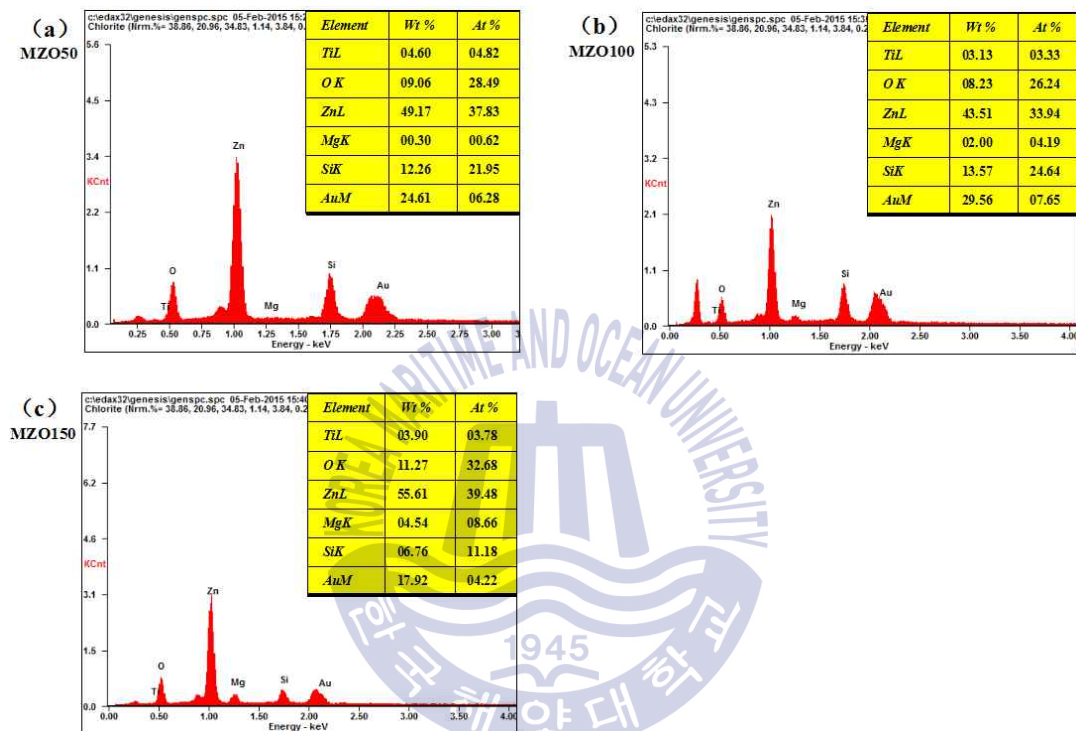 (a)
MZO50
c:\edax32\genesis\genspc.spc 05-Feb-2015 15:2
Chlorite (Nrm.%= 38.86, 20.96, 34.83, 1.14, 3.84, 0.2
5.6
4.5
3.4
KCnt
2.2
1.1
0.0
Element Wt % At %
TiL 04.60 04.82
O K 09.06 28.49
ZnL 49.17 37.83
MgK 00.30 00.62
SiK 12.26 21.95
AuM 24.61 06.28
Zn
O
Ti
Mg
Si
Au
0.25 0.50 0.75 1.00 1.25 1.50 1.75 2.00 2.25 2.50 2.75 3.00
Energy - keV
(b)
MZO100
c:\edax32\genesis\genspc.spc 05-Feb-2015 15:35
Chlorite (Nrm.%= 38.86, 20.96, 34.83, 1.14, 3.84, 0.2
5.3
4.3
3.2
KCnt
2.1
1.1
0.0
Element Wt % At %
TiL 03.13 03.33
O K 08.23 26.24
ZnL 43.51 33.94
MgK 02.00 04.19
SiK 13.57 24.64
AuM 29.56 07.65
Zn
O
Ti
Mg
Si
Au
0.00 0.50 1.00 1.50 2.00 2.50 3.00 3.50 4.00
Energy - keV
(c)
MZO150
c:\edax32\genesis\genspc.spc 05-Feb-2015 15:40
Chlorite (Nrm.%= 38.86, 20.96, 34.83, 1.14, 3.84, 0.2
7.7
6.2
4.6
KCnt
3.1
1.5
0.0
Element Wt % At %
TiL 03.90 03.78
O K 11.27 32.68
ZnL 55.61 39.48
MgK 04.54 08.66
SiK 06.76 11.18
AuM 17.92 04.22
Zn
O
Ti
Mg
Si
Au
0.00 0.50 1.00 1.50 2.00 2.50 3.00 3.50 4.00
Energy - keV
KOREA MARITIME AND OCEAN UNIVERSITY
1945
한국해양대학교